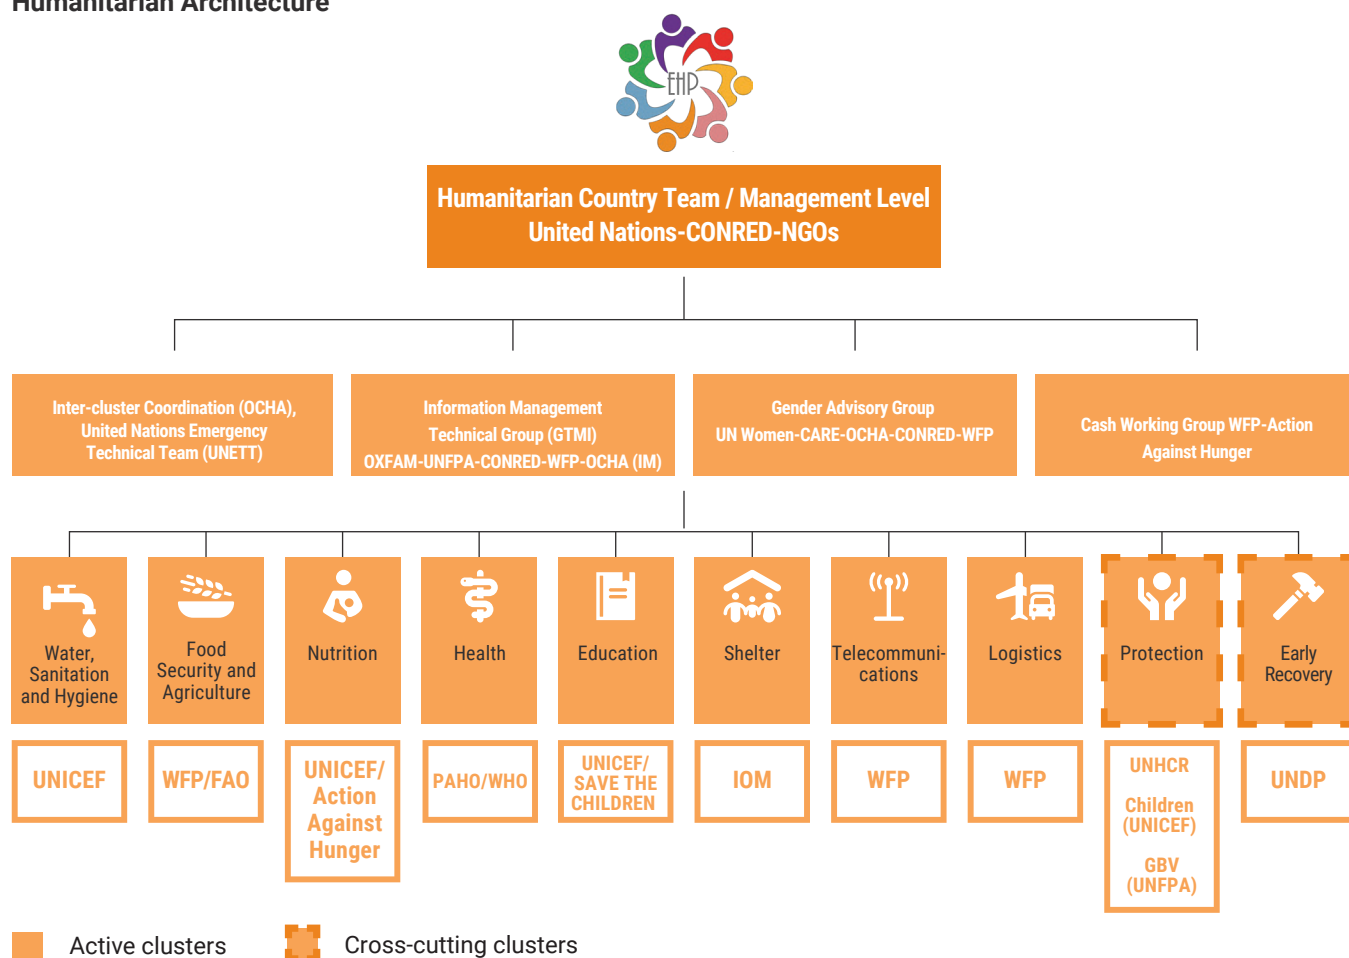 Humanitarian Architecture
EHP
Humanitarian Country Team / Management Level
United Nations-CONRED-NGOs
Inter-cluster Coordination (OCHA),
United Nations Emergency
Technical Team (UNETT)
Information Management
Technical Group (GTMI)
OXFAM-UNFPA-CONRED-WFP-OCHA (IM)
Gender Advisory Group
UN Women-CARE-OCHA-CONRED-WFP
Cash Working Group WFP-Action
Against Hunger
Water,
Sanitation
and Hygiene
Food
Security and
Agriculture
Nutrition
Health
Education
Shelter
Telecommuni-
cations
Logistics
Protection
Early
Recovery
UNICEF
WFP/FAO
UNICEF/
Action
Against
Hunger
PAHO/WHO
UNICEF/
SAVE THE
CHILDREN
IOM
WFP
WFP
UNHCR
Children
(UNICEF)
GBV
(UNFPA)
UNDP
Active clusters
Cross-cutting clusters